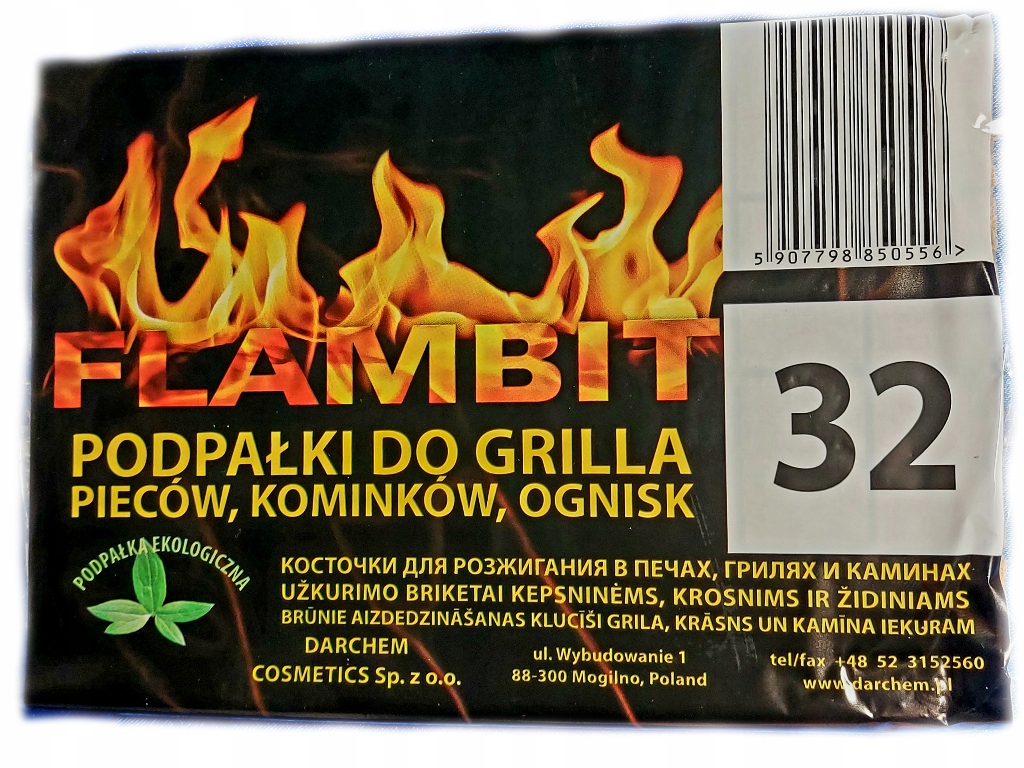 5 907798 850556 >
FLAMBIT
32
PODPAŁKI DO GRILLA
PIECÓW, KOMINKÓW, OGNISK
PODPAŁKA EKOLOGICZNA
КОСТОЧКИ ДЛЯ РОЗЖИГАНИЯ В ПЕЧАХ, ГРИЛЯХ И КАМИНАХ
UŽKURIMO BRIKETAI KEPSNINĖMS, KROSNIMS IR ŽIDINIAMS
BRŪNIE AIZDEDZINĀŠANAS KLUCĪŠI GRILA, KRĀSNS UN KAMĪNA IEĶURAM
DARCHEM
COSMETICS Sp. z o.o.
ul. Wybudowanie 1
88-300 Mogilno, Poland
tel/fax +48 52 3152560
www.darchem.pl